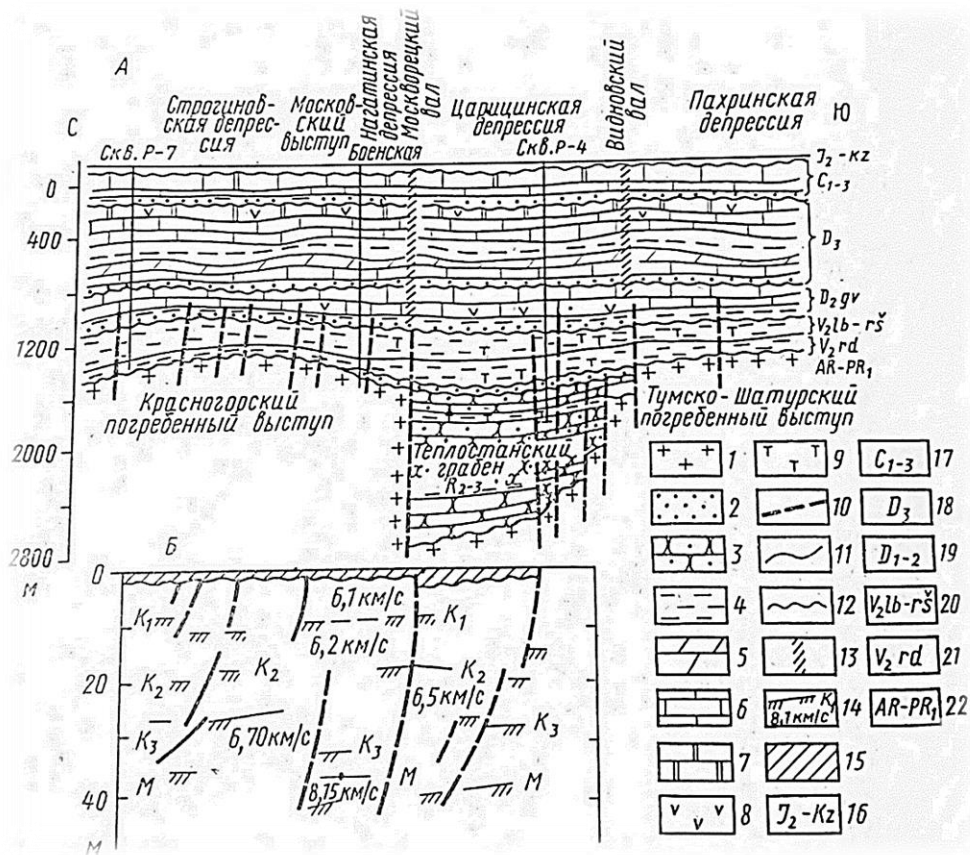 А
С
Строгинов-
ская депрес-
сия
Москов-
ский
выступ
Нагатинская
депрессия
Москворецкий
вал
Царицинская
депрессия
Видновский
вал
Пахринская
депрессия
Ю
Скв. Р-7
Боенская
Скв. Р-4
J₂-кz
0
C₁₋₃
400
D₃
D₂gv
1200
V₂lb-rš
V₂rd
AR-PR₁
Красногорский
погребенный выступ
Тумско-Шатурский
погребенный выступ
2000
Теплостанский
грабен
R₂₋₃
2800
М
Б
0
K₁
6,1 км/с
K₁
6,2 км/с
20
K₂
K₂
K₂
6,5 км/с
K₃
6,70 км/с
K₃
K₃
М
8,15 км/с
М
М
40
М
1
9
C₁₋₃ 17
2
10
D₃ 18
3
11
D₁₋₂ 19
4
12
V₂lb-rš 20
5
13
V₂rd 21
6
K₁
8,1 км/с
14
AR-PR₁ 22
7
15
8
J₂-Kz 16